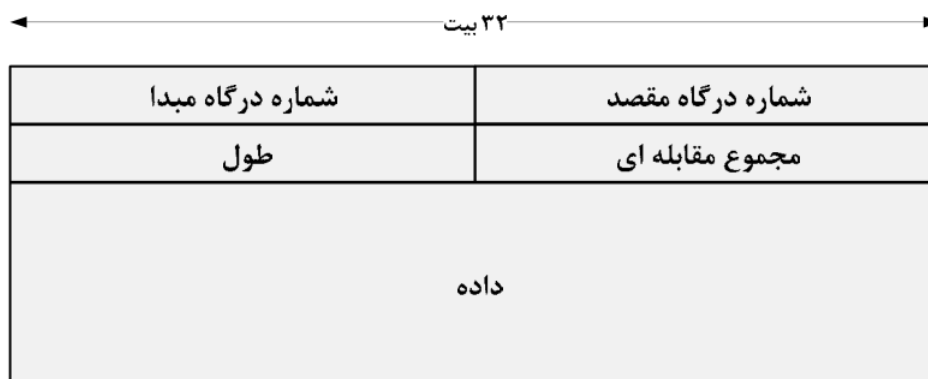 ۳۲ بیت
شماره درگاه مقصد
شماره درگاه مبدا
مجموع مقابله ای
طول
داده